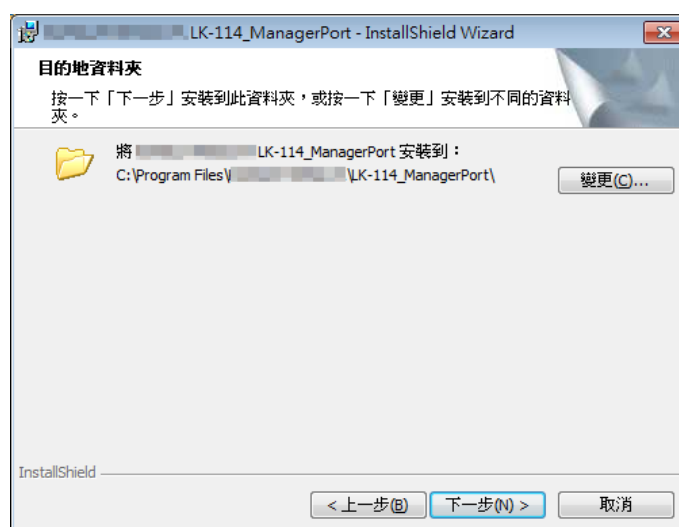 LK-114_ManagerPort - InstallShield Wizard
目的地資料夾
按一下「下一步」安裝到此資料夾，或按一下「變更」安裝到不同的資料
夾。
將 LK-114_ManagerPort 安裝到：
C:\Program Files\ \LK-114_ManagerPort\
變更(C)...
InstallShield
< 上一步(B)
下一步(N) >
取消